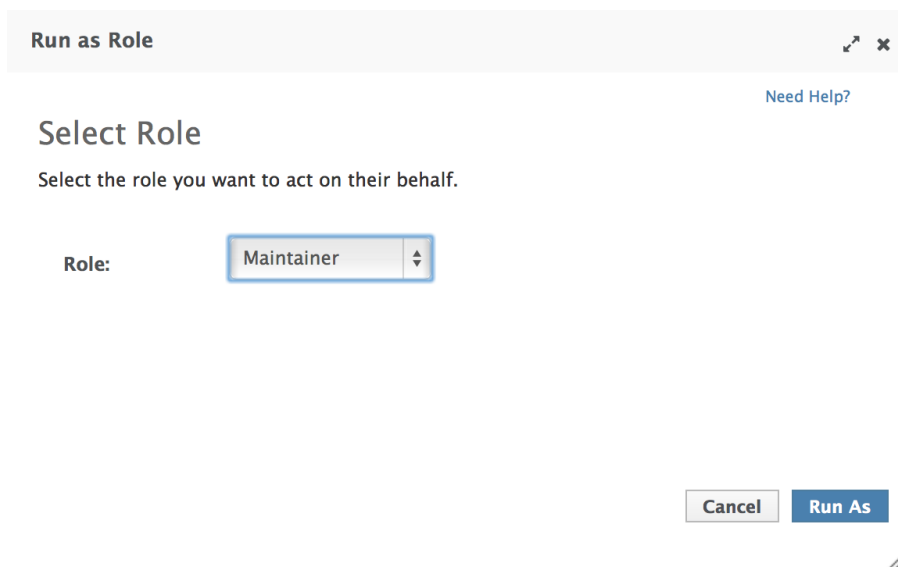 Run as Role
Need Help?
Select Role
Select the role you want to act on their behalf.
Role:
Maintainer
Cancel
Run As